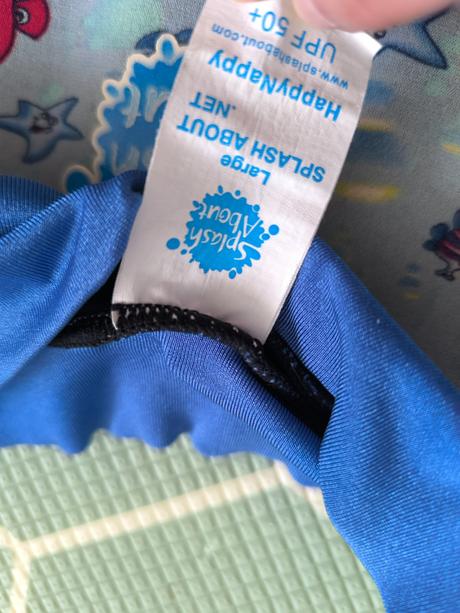 Splash
About
Large
SPLASH ABOUT
.NET
HappyNappy
www.splashabout.com
UPF 50+